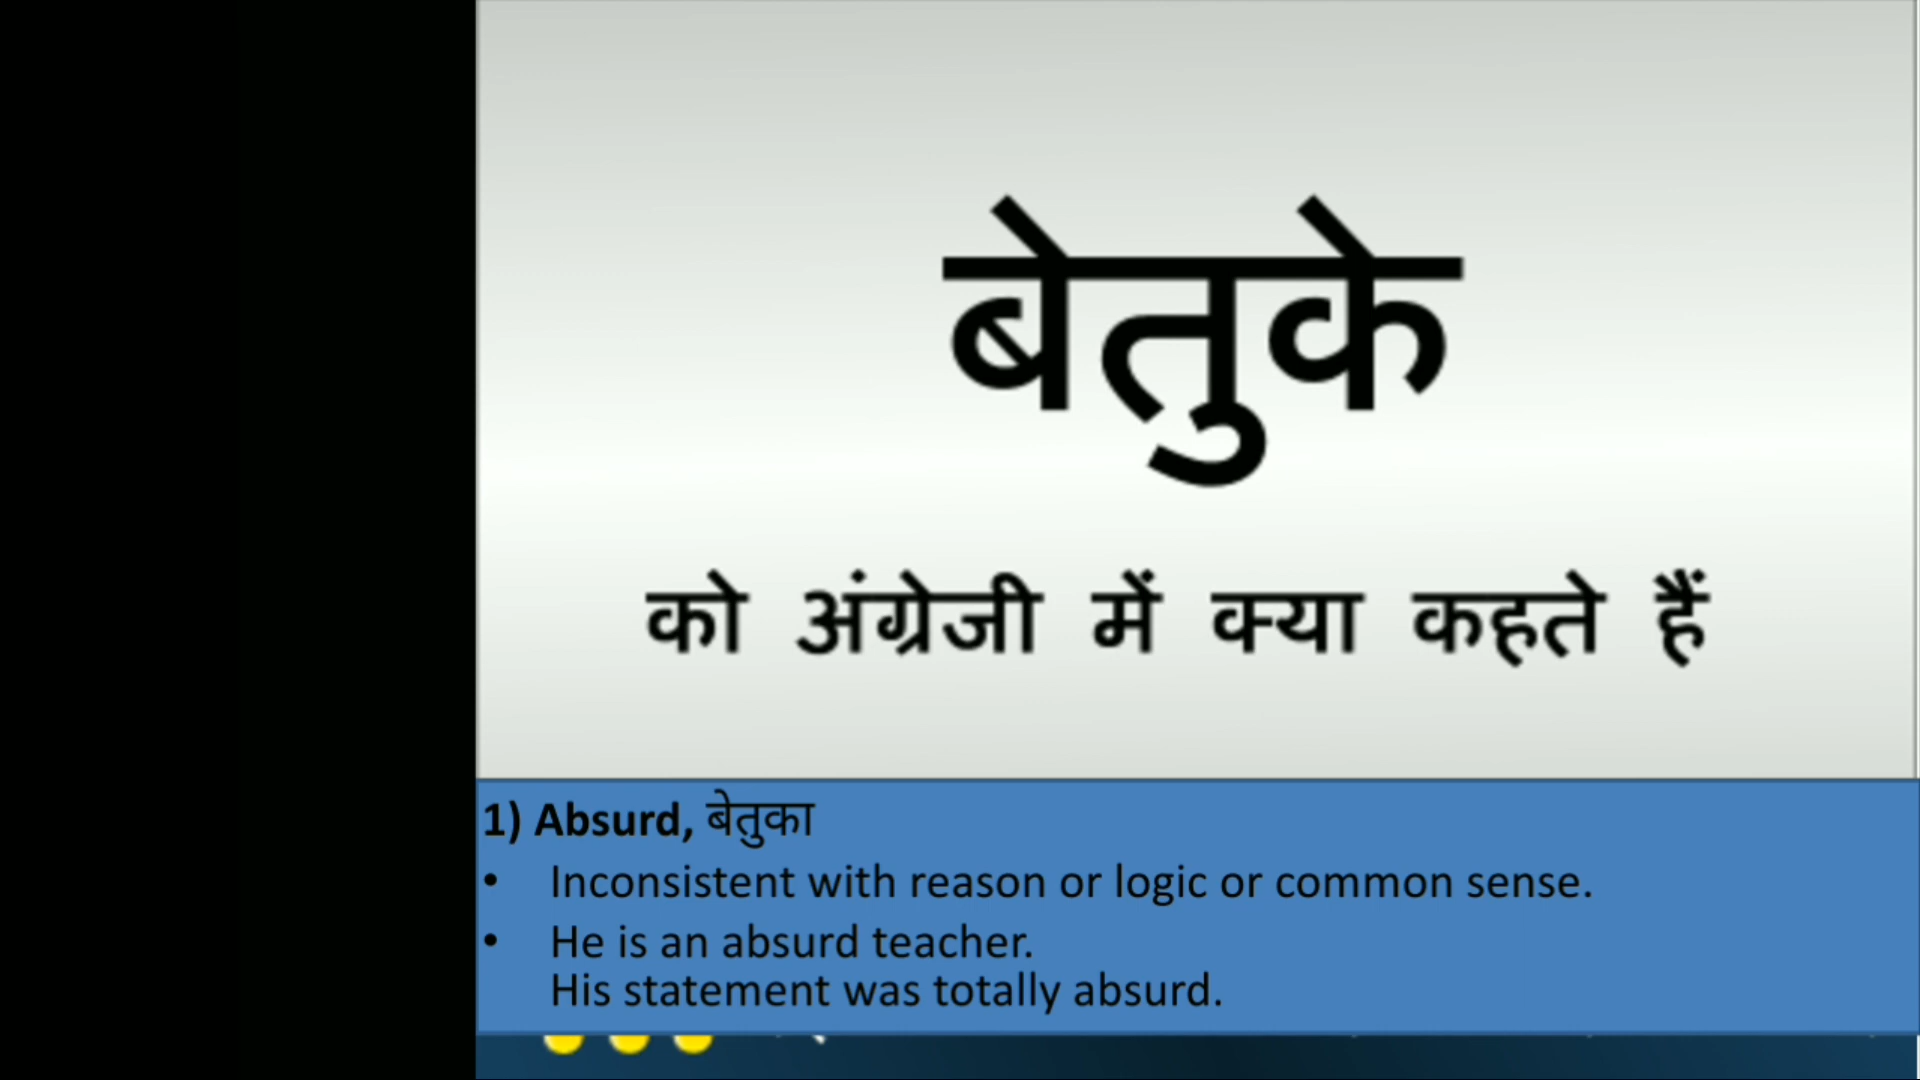 बेतुके
को अंग्रेजी में क्या कहते हैं
1) Absurd, बेतुका
• Inconsistent with reason or logic or common sense.
• He is an absurd teacher.
His statement was totally absurd.